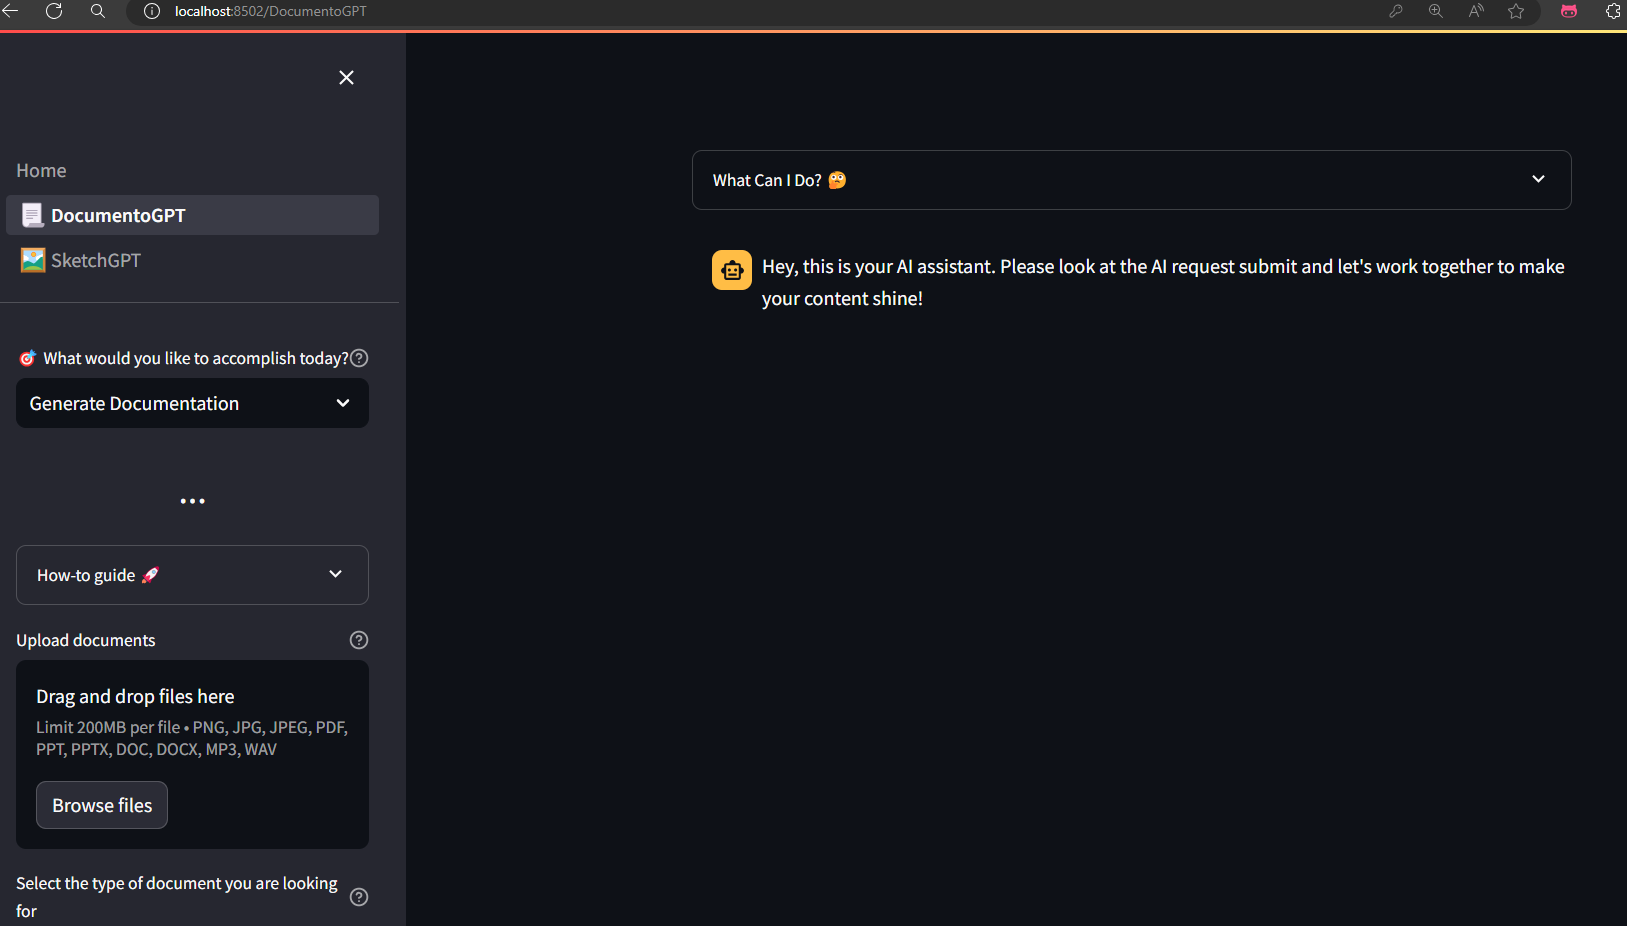 localhost:8502/DocumentoGPT
Home
DocumentoGPT
SketchGPT
What would you like to accomplish today?
Generate Documentation
...
How-to guide 🚀
Upload documents
Drag and drop files here
Limit 200MB per file • PNG, JPG, JPEG, PDF,
PPT, PPTX, DOC, DOCX, MP3, WAV
Browse files
Select the type of document you are looking
for
What Can I Do? 🤔
Hey, this is your AI assistant. Please look at the AI request submit and let's work together to make
your content shine!